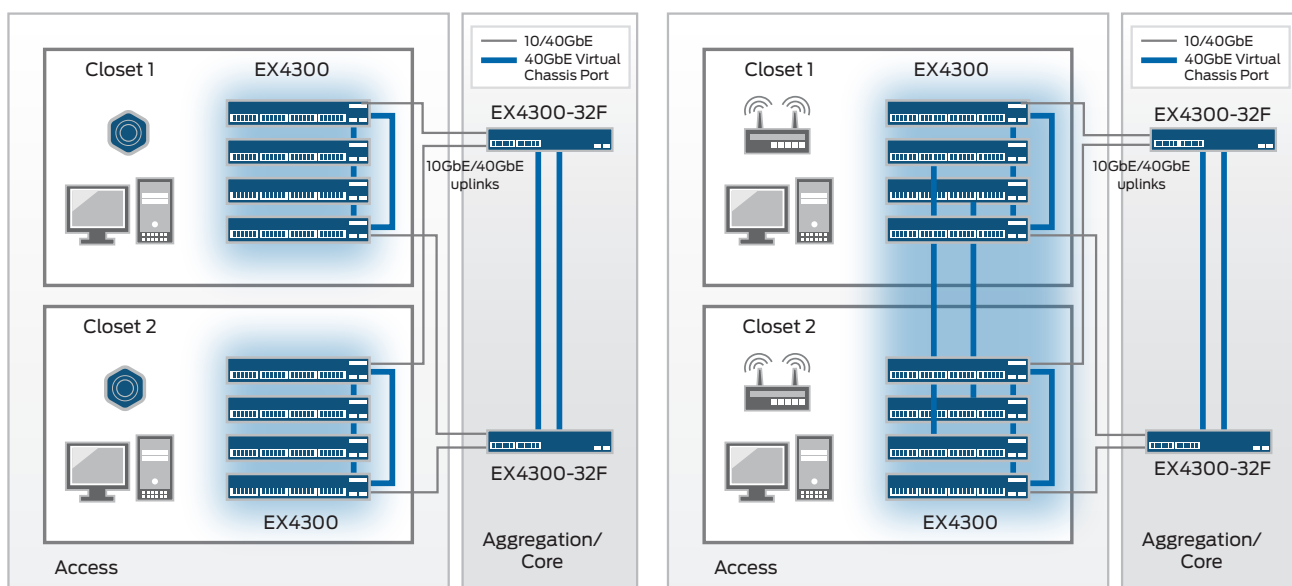 10/40GbE
40GbE Virtual
Chassis Port
Closet 1
EX4300
EX4300-32F
10GbE/40GbE
uplinks
Closet 2
EX4300-32F
EX4300
Aggregation/
Core
Access
10/40GbE
40GbE Virtual
Chassis Port
Closet 1
EX4300
EX4300-32F
10GbE/40GbE
uplinks
Closet 2
EX4300-32F
EX4300
Aggregation/
Core
Access